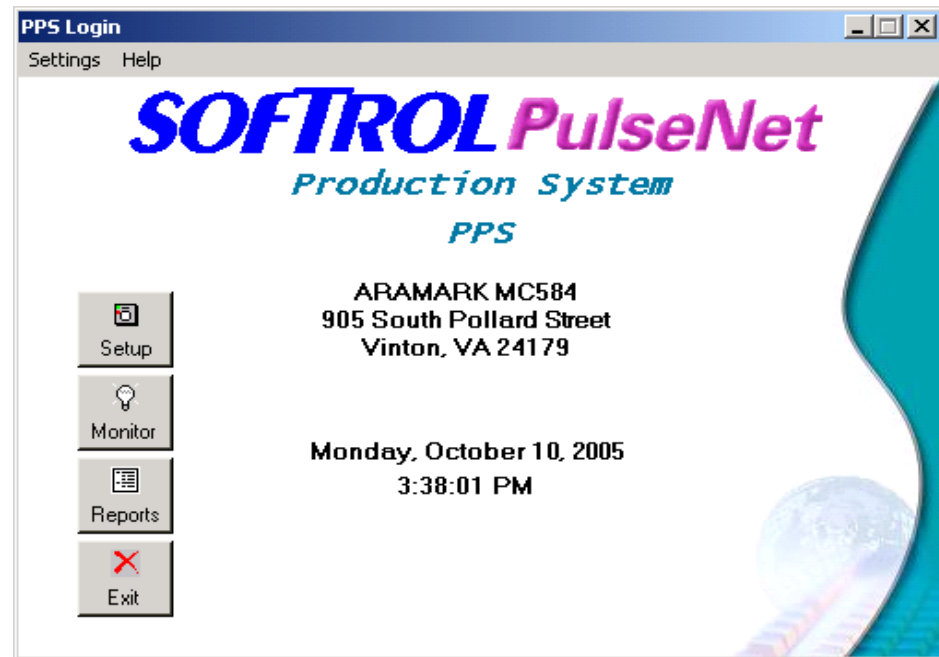 PPS Login
Settings Help
SOFTROL PulseNet
Production System
PPS
ARAMARK MC584
905 South Pollard Street
Vinton, VA 24179
Setup
Monitor
Monday, October 10, 2005
3:38:01 PM
Reports
Exit